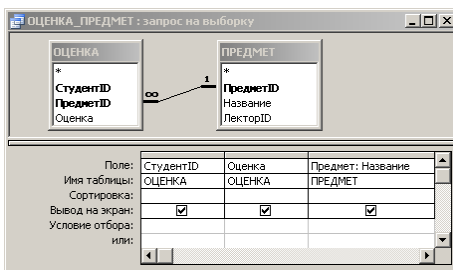 ОЦЕНКА_ПРЕДМЕТ : запрос на выборку
ОЦЕНКА
*
СтудентID
ПредметID
Оценка
∞
1
ПРЕДМЕТ
*
ПредметID
Название
ЛекторID
Поле: СтудентID Оценка Предмет: Название
Имя таблицы: ОЦЕНКА ОЦЕНКА ПРЕДМЕТ
Сортировка:
Вывод на экран:
Условие отбора:
или: